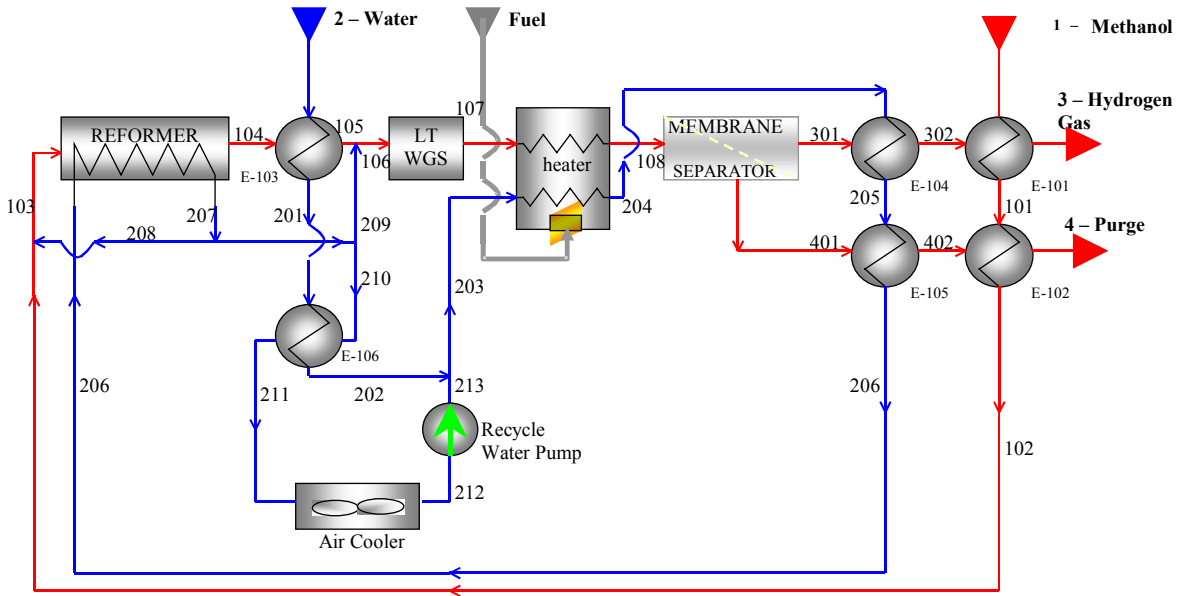 2 – Water
Fuel
1 – Methanol
3 – Hydrogen
Gas
REFORMER
104
105
106
LT
WGS
107
heater
108
MEMBRANE
SEPARATOR
301
302
E-103
E-104
E-101
103
207
208
201
209
204
205
101
4 – Purge
401
402
210
203
E-105
E-102
E-106
206
211
202
213
206
Recycle
Water Pump
102
212
Air Cooler